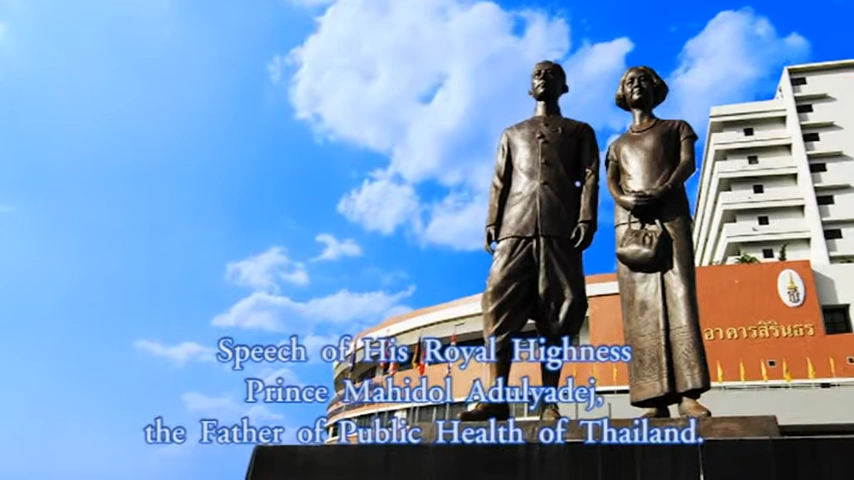 อาคารสิรินธร
Speech of His Royal Highness
Prince Mahidol Adulyadej,
the Father of Public Health of Thailand.